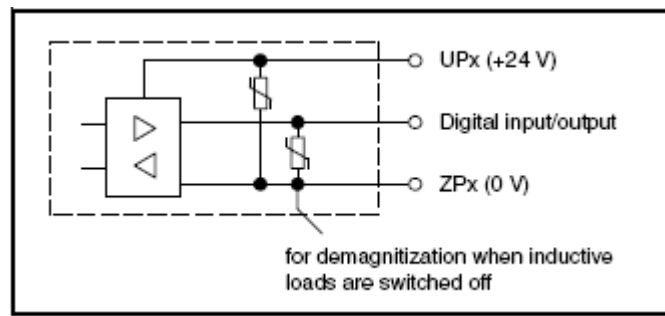 UPx (+24 V)
Digital input/output
ZPx (0 V)
for demagnitization when inductive
loads are switched off